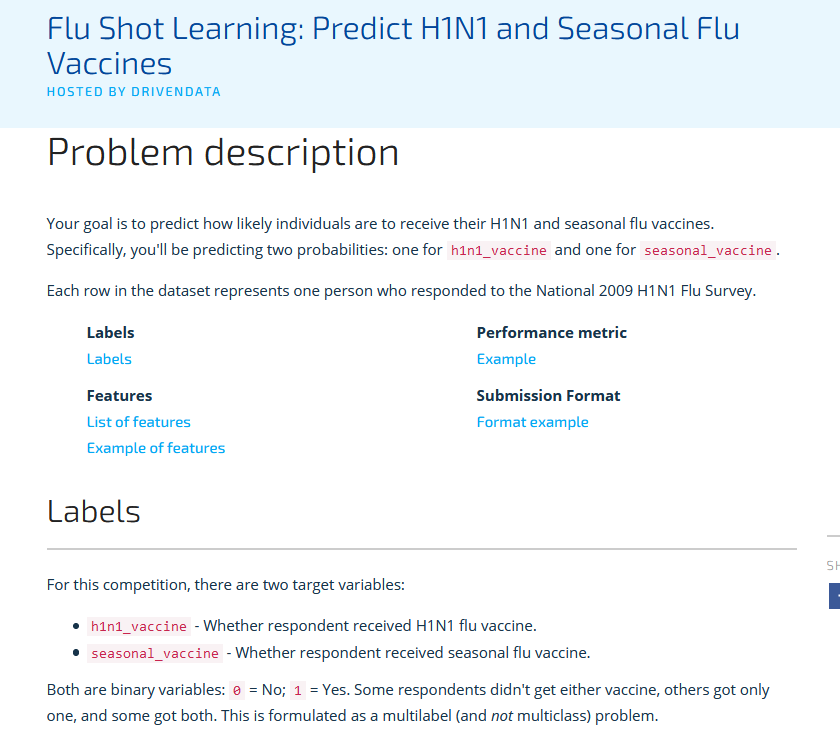 Flu Shot Learning: Predict H1N1 and Seasonal Flu
Vaccines
HOSTED BY DRIVENDATA
Problem description
Your goal is to predict how likely individuals are to receive their H1N1 and seasonal flu vaccines.
Specifically, you'll be predicting two probabilities: one for h1n1_vaccine and one for seasonal_vaccine.
Each row in the dataset represents one person who responded to the National 2009 H1N1 Flu Survey.
Labels
Labels
Features
List of features
Example of features
Performance metric
Example
Submission Format
Format example
Labels
For this competition, there are two target variables:
• h1n1_vaccine - Whether respondent received H1N1 flu vaccine.
• seasonal_vaccine - Whether respondent received seasonal flu vaccine.
Both are binary variables: 0 = No; 1 = Yes. Some respondents didn't get either vaccine, others got only
one, and some got both. This is formulated as a multilabel (and not multiclass) problem.